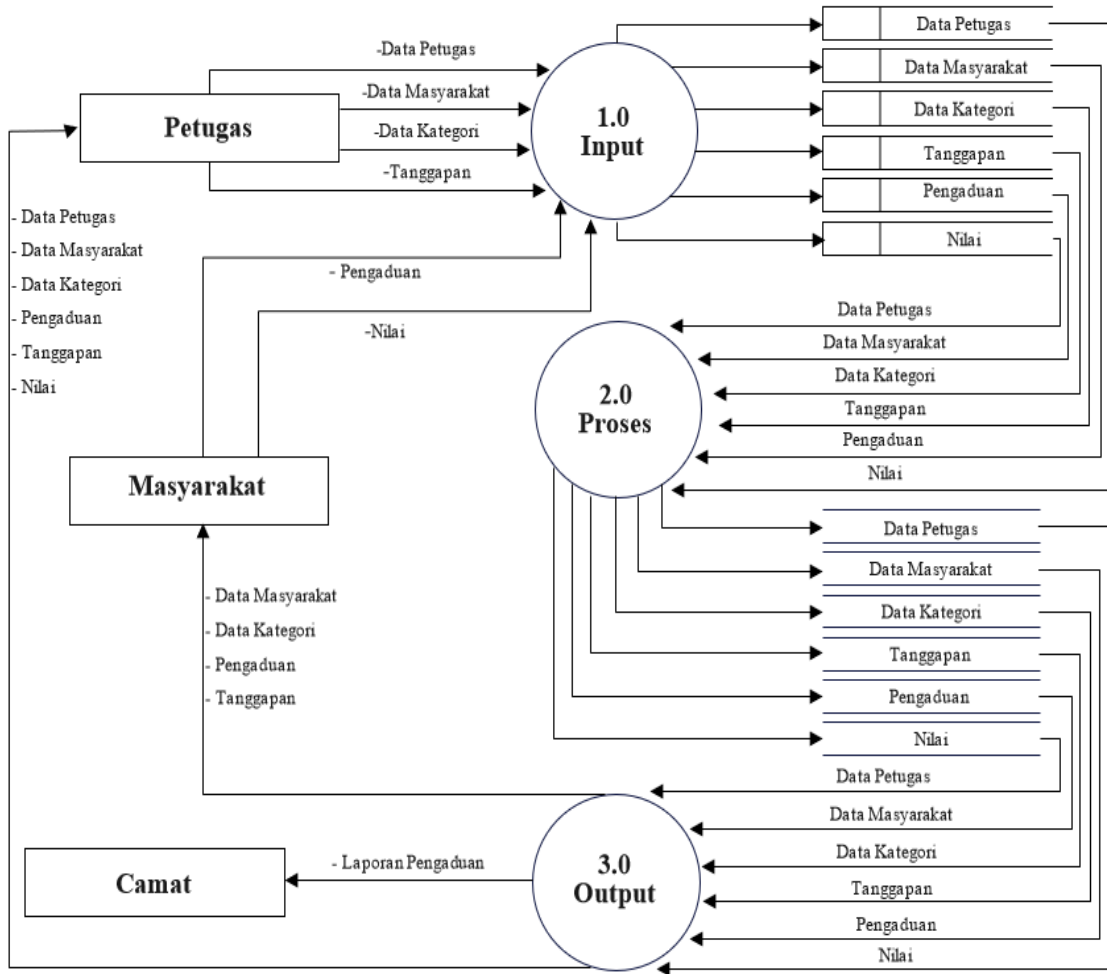 -Data Petugas
-Data Masyarakat
-Data Kategori
-Tanggapan
Petugas
1.0
Input
Data Petugas
Data Masyarakat
Data Kategori
Tanggapan
Pengaduan
Nilai
- Data Petugas
- Data Masyarakat
- Data Kategori
- Pengaduan
- Tanggapan
- Nilai
- Pengaduan
-Nilai
Data Petugas
Data Masyarakat
Data Kategori
Tanggapan
Pengaduan
Nilai
2.0
Proses
Masyarakat
Data Petugas
Data Masyarakat
Data Kategori
Tanggapan
Pengaduan
Nilai
- Data Masyarakat
- Data Kategori
- Pengaduan
- Tanggapan
Data Petugas
Data Masyarakat
Data Kategori
Tanggapan
Pengaduan
Nilai
3.0
Output
- Laporan Pengaduan
Camat